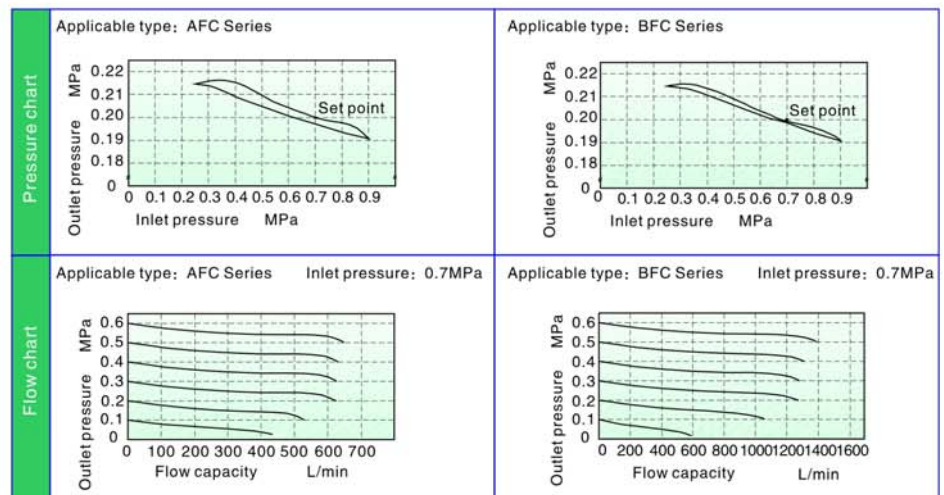 Pressure chart
Applicable type: AFC Series
Outlet pressure MPa
0.22
0.21
0.20
0.19
0.18
0
Set point
0 0.1 0.2 0.3 0.4 0.5 0.6 0.7 0.8 0.9
Inlet pressure MPa
Applicable type: BFC Series
Outlet pressure MPa
0.22
0.21
0.20
0.19
0.18
0
Set point
0 0.1 0.2 0.3 0.4 0.5 0.6 0.7 0.8 0.9
Inlet pressure MPa
Flow chart
Applicable type: AFC Series Inlet pressure: 0.7MPa
Outlet pressure MPa
0.6
0.5
0.4
0.3
0.2
0.1
0
0 100 200 300 400 500 600 700
Flow capacity L/min
Applicable type: BFC Series Inlet pressure: 0.7MPa
Outlet pressure MPa
0.6
0.5
0.4
0.3
0.2
0.1
0
0 200 400 600 800 1000 1200 1400 1600
Flow capacity L/min